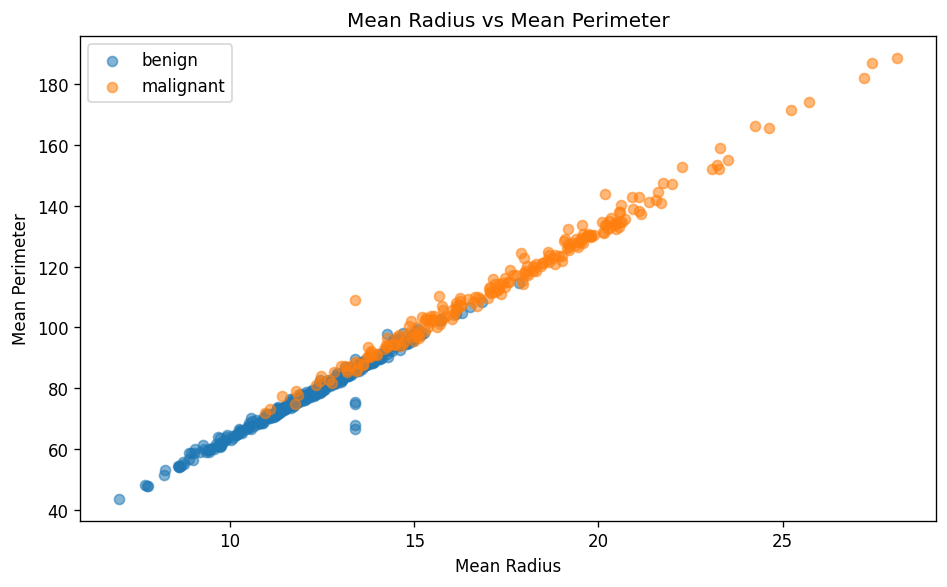 Mean Radius vs Mean Perimeter
benign
malignant
Mean Perimeter
180
160
140
120
100
80
60
40
10 15 20 25
Mean Radius